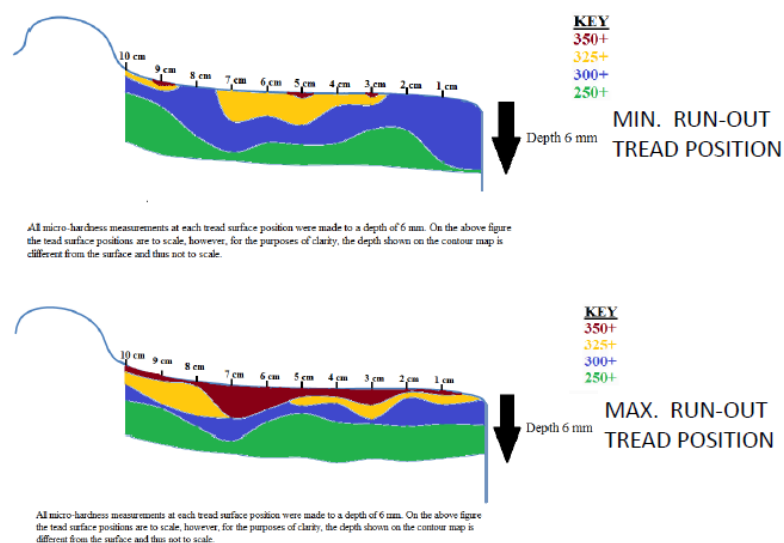 KEY
350+
325+
300+
250+
10 cm
9 cm
8 cm
7 cm
6 cm
5 cm
4 cm
3 cm
2 cm
1 cm
Depth 6 mm
MIN. RUN-OUT
TREAD POSITION
All micro-hardness measurements at each tread surface position were made to a depth of 6 mm. On the above figure
the tead surface positions are to scale, however, for the purposes of clarity, the depth shown on the contour map is
different from the surface and thus not to scale.
KEY
350+
325+
300+
250+
10 cm
9 cm
8 cm
7 cm
6 cm
5 cm
4 cm
3 cm
2 cm
1 cm
Depth 6 mm
MAX. RUN-OUT
TREAD POSITION
All micro-hardness measurements at each tread surface position were made to a depth of 6 mm. On the above figure
the tead surface positions are to scale, however, for the purposes of clarity, the depth shown on the contour map is
different from the surface and thus not to scale.